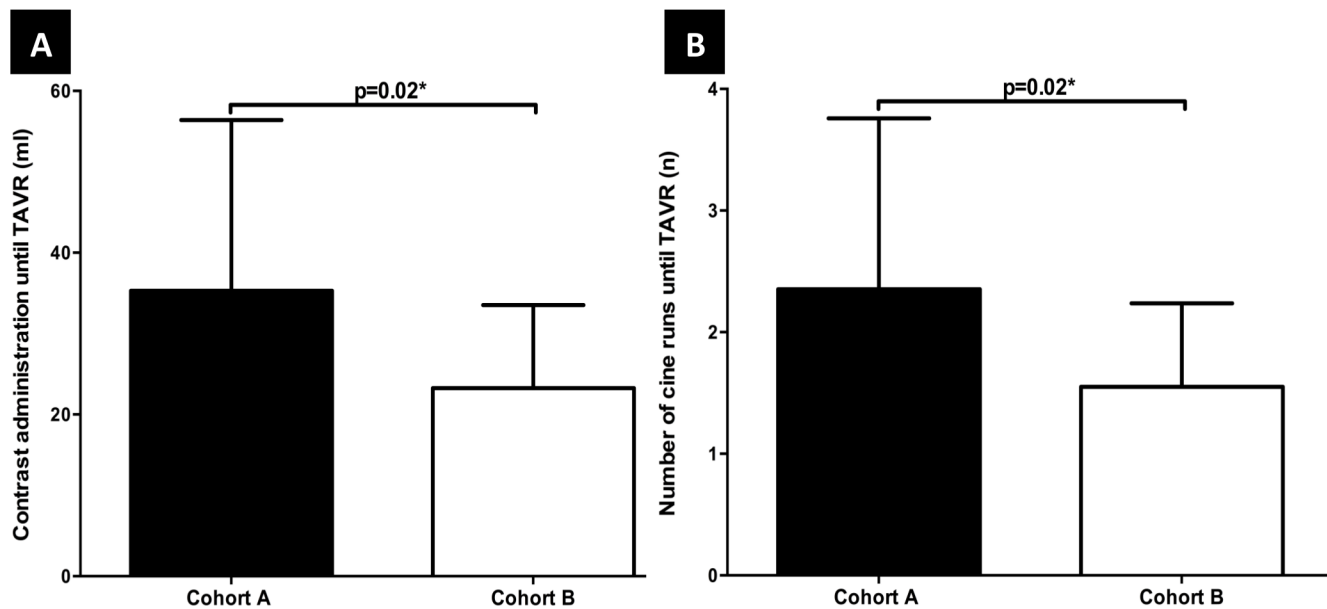 A
Contrast administration until TAVR (ml)
60
40
20
0
p=0.02*
Cohort A
Cohort B
B
Number of cine runs until TAVR (n)
4
3
2
1
0
p=0.02*
Cohort A
Cohort B